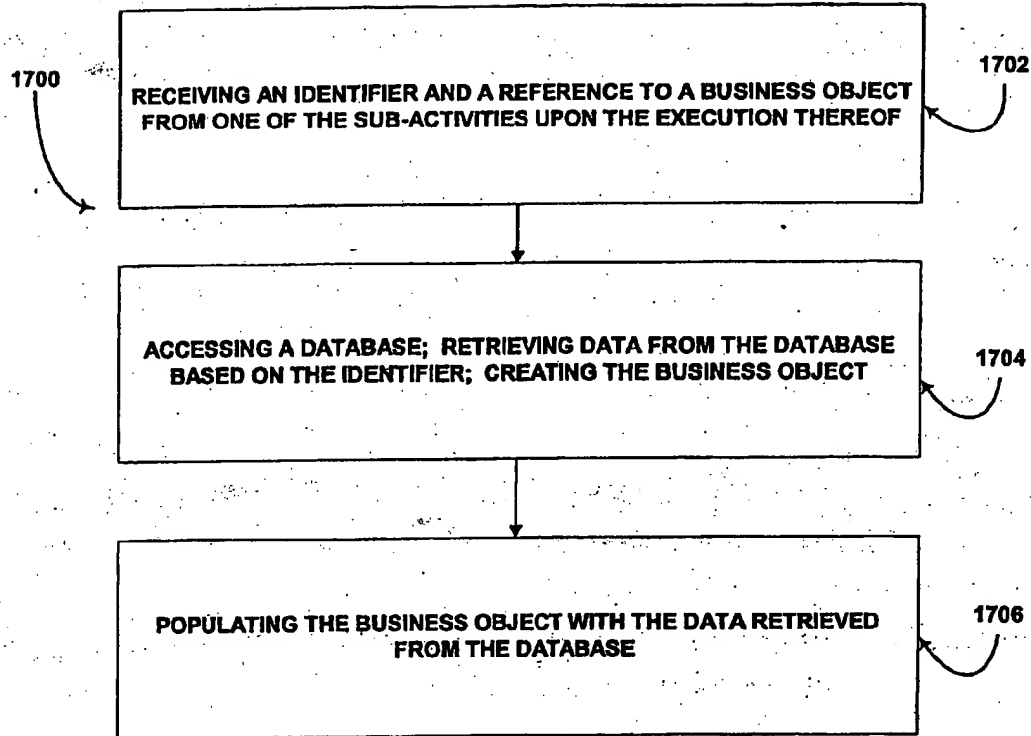 1700
1702
RECEIVING AN IDENTIFIER AND A REFERENCE TO A BUSINESS OBJECT
FROM ONE OF THE SUB-ACTIVITIES UPON THE EXECUTION THEREOF
ACCESSING A DATABASE; RETRIEVING DATA FROM THE DATABASE
BASED ON THE IDENTIFIER; CREATING THE BUSINESS OBJECT
1704
POPULATING THE BUSINESS OBJECT WITH THE DATA RETRIEVED
FROM THE DATABASE
1706